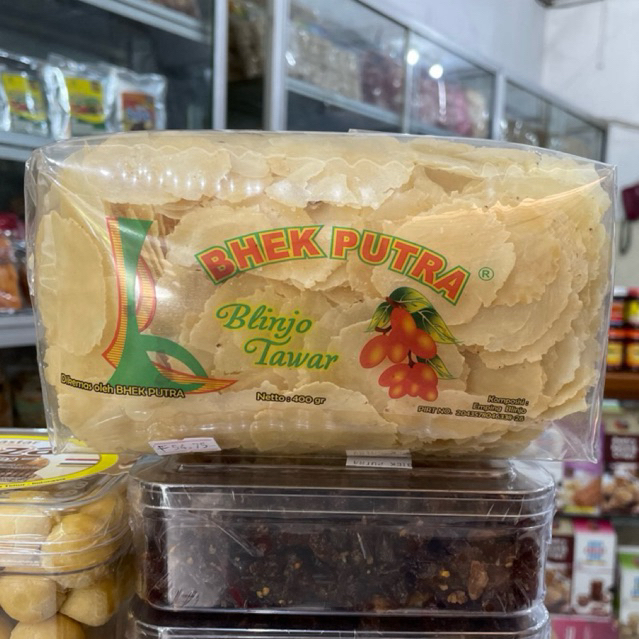 BHEK PUTRA ®
Blinjo
Tawar
Dikemas oleh BHEK PUTRA
Netto : 400 gr
Komposisi :
Emping Blinjo